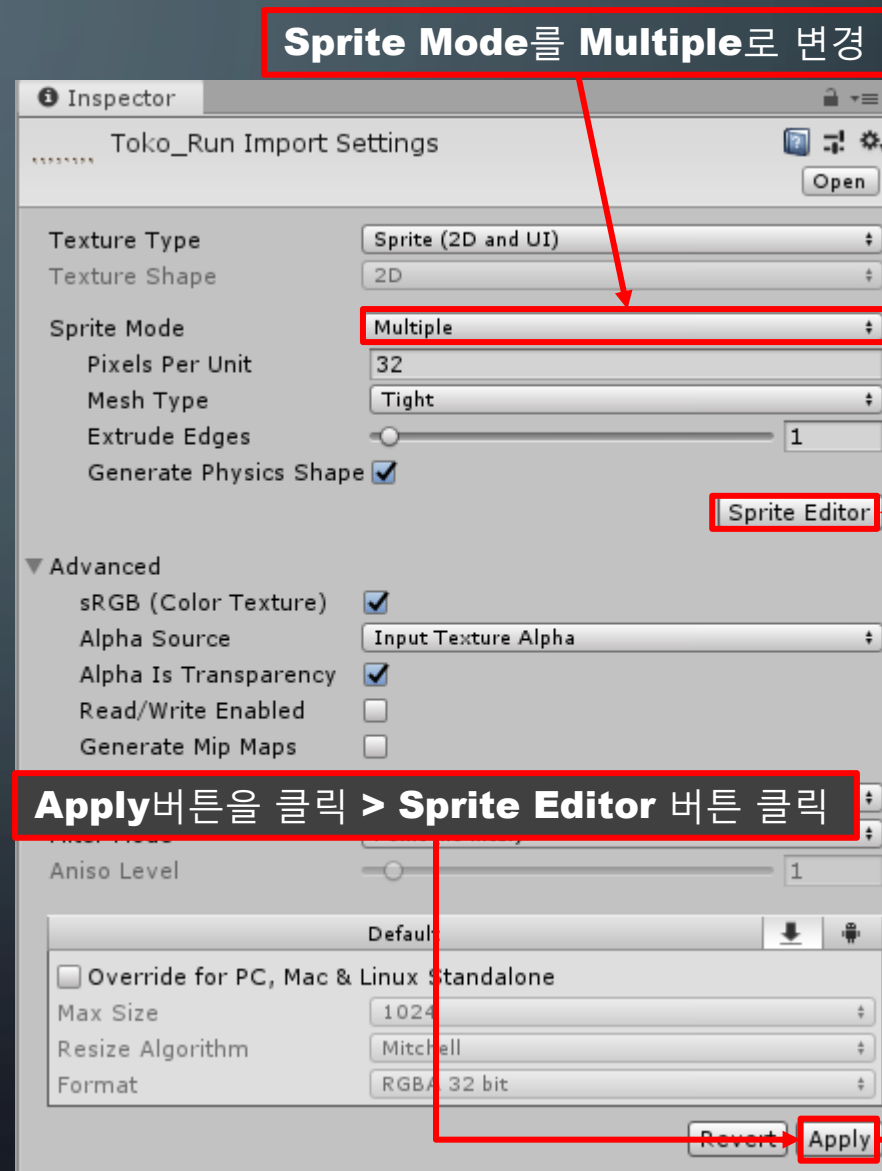 Sprite Mode를 Multiple로 변경
Inspector
Toko_Run Import Settings
Open
Texture Type Sprite (2D and UI)
Texture Shape 2D
Sprite Mode Multiple
Pixels Per Unit 32
Mesh Type Tight
Extrude Edges 1
Generate Physics Shape
Sprite Editor
Advanced
sRGB (Color Texture)
Alpha Source Input Texture Alpha
Alpha Is Transparency
Read/Write Enabled
Generate Mip Maps
Apply버튼을 클릭 > Sprite Editor 버튼 클릭
Aniso Level 1
Default
Override for PC, Mac & Linux Standalone
Max Size 1024
Resize Algorithm Mitchell
Format RGBA 32 bit
Revert Apply